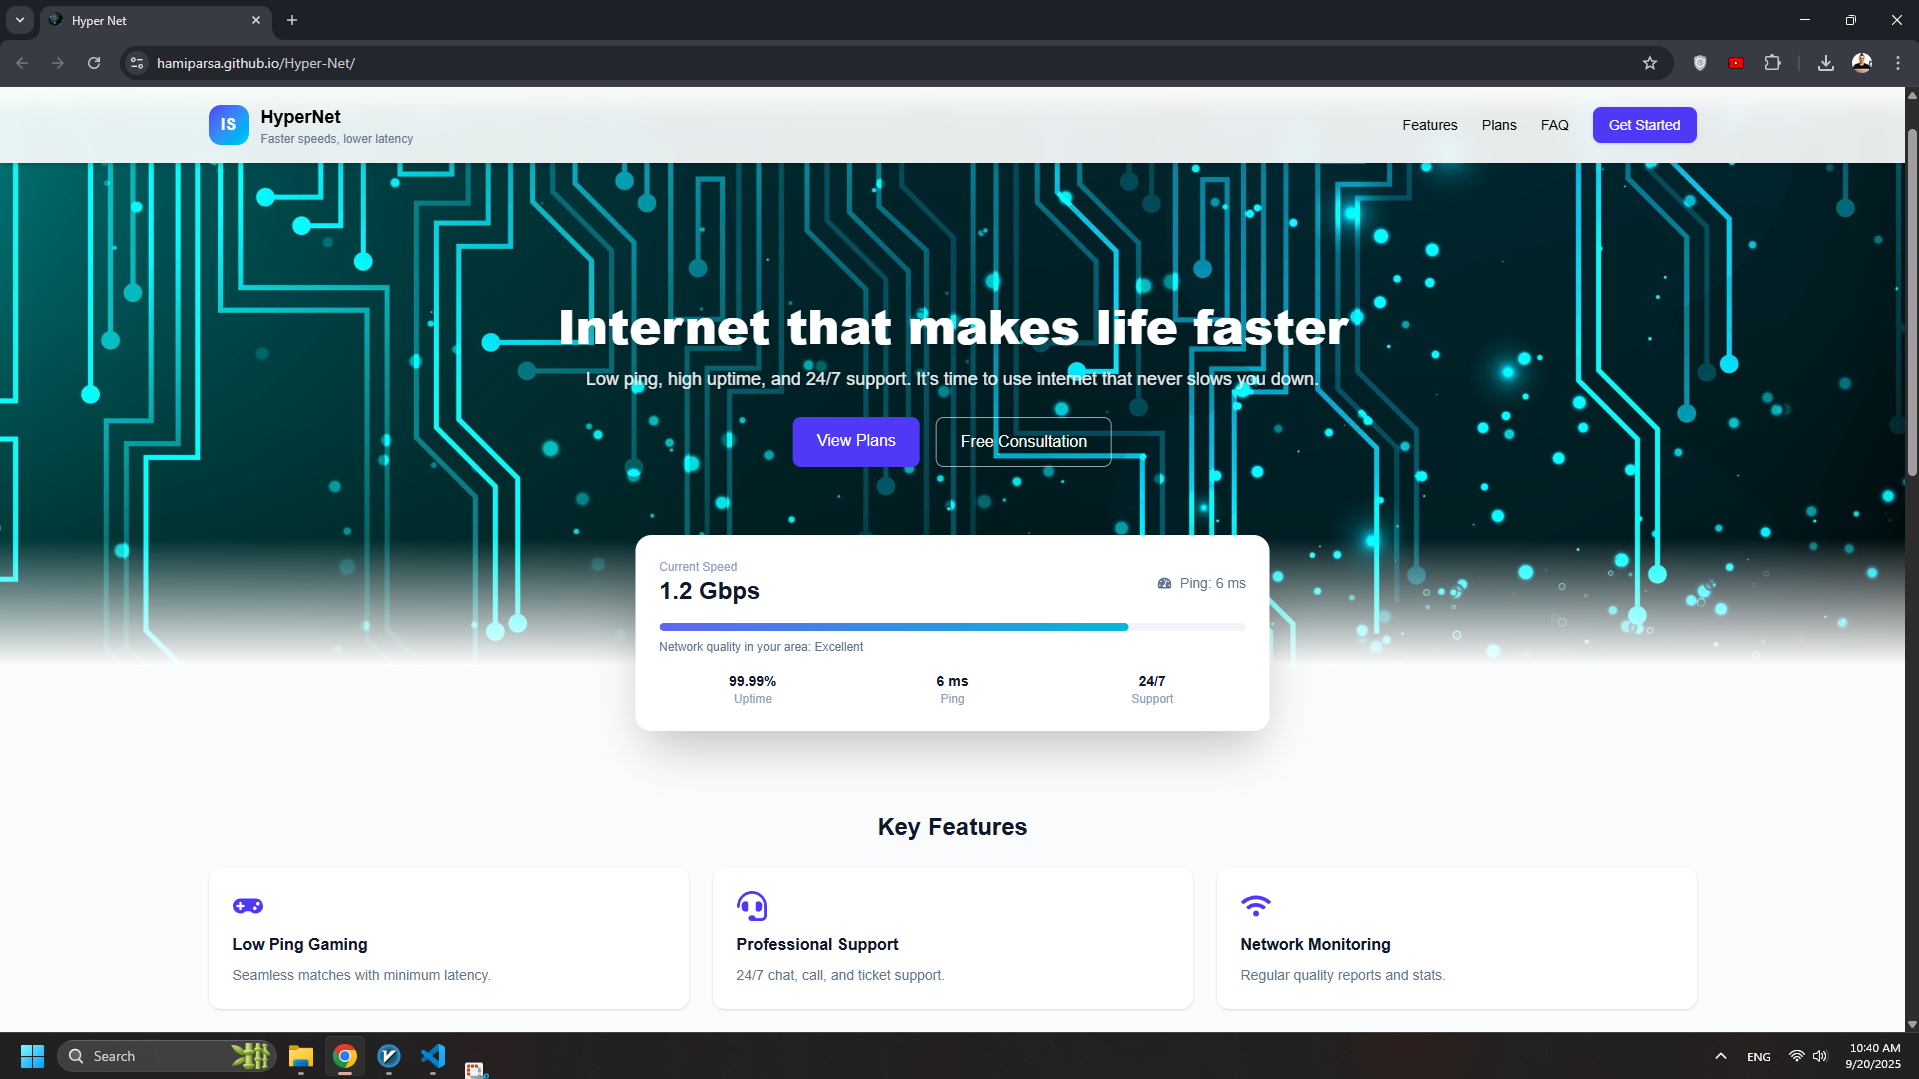 Hyper Net
hamiparsa.github.io/Hyper-Net/
IS
HyperNet
Faster speeds, lower latency
Features
Plans
FAQ
Get Started
Internet that makes life faster
Low ping, high uptime, and 24/7 support. It's time to use internet that never slows you down.
View Plans
Free Consultation
Current Speed
1.2 Gbps
Ping: 6 ms
Network quality in your area: Excellent
99.99%
Uptime
6 ms
Ping
24/7
Support
Key Features
Low Ping Gaming
Seamless matches with minimum latency.
Professional Support
24/7 chat, call, and ticket support.
Network Monitoring
Regular quality reports and stats.
Search
ENG
10:40 AM
9/20/2025